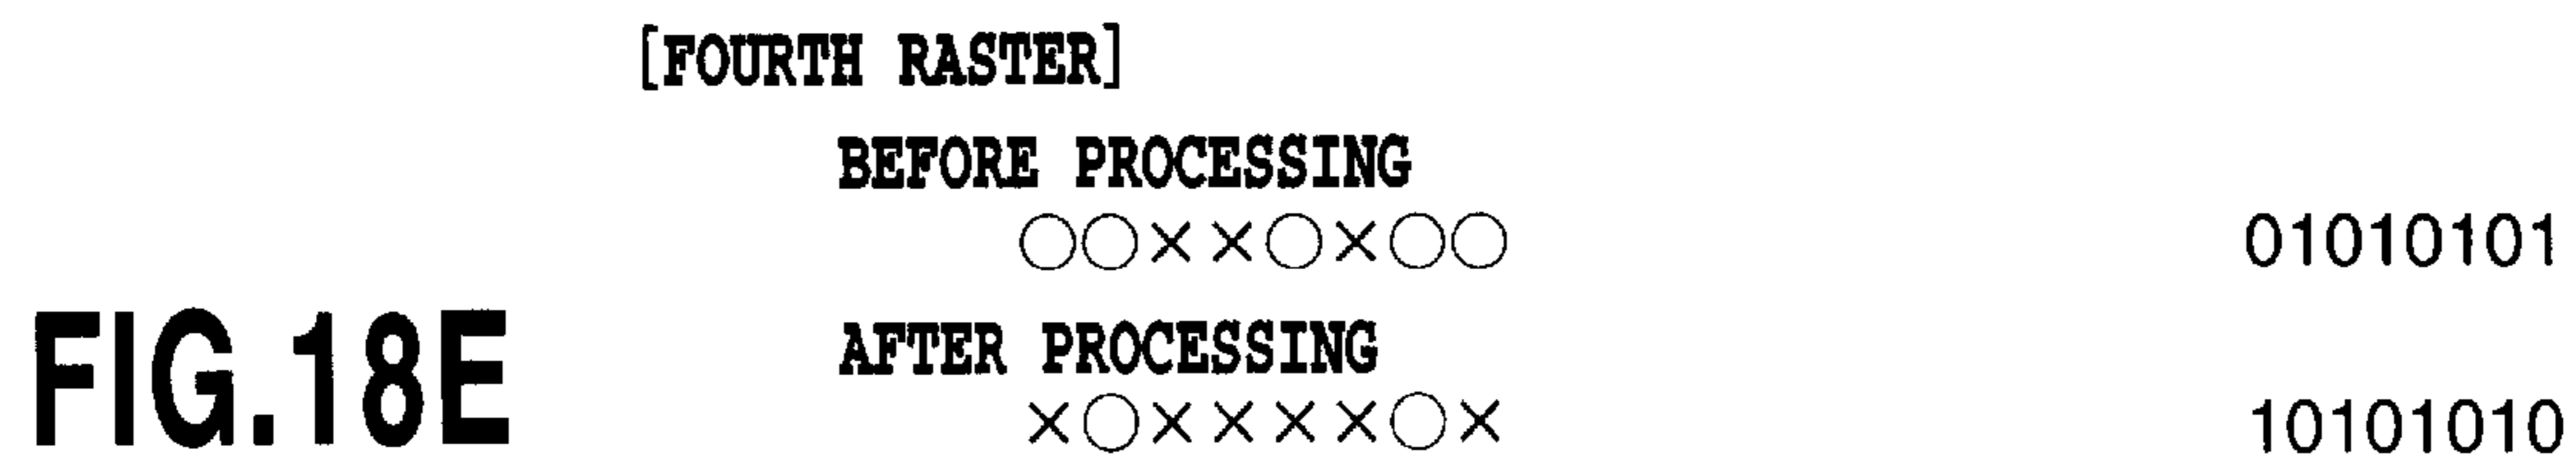 [FOURTH RASTER]
BEFORE PROCESSING
○○××○×○○ 01010101
AFTER PROCESSING
×○××××○× 10101010
FIG.18E